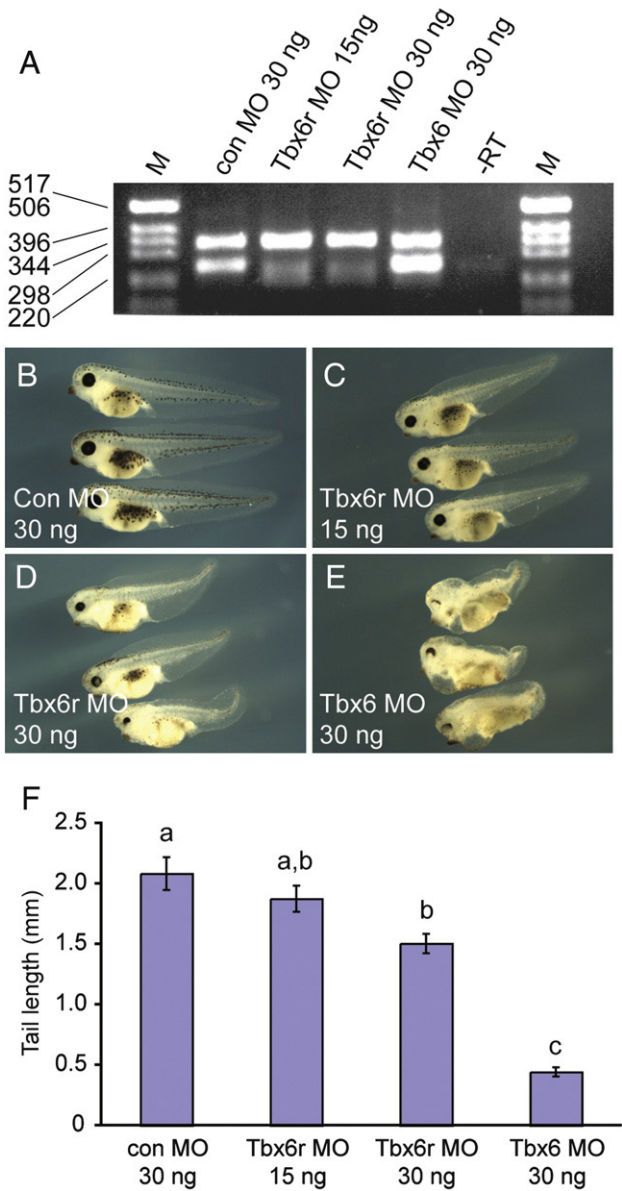 A
M
con MO 30 ng
Tbx6r MO 15ng
Tbx6r MO 30 ng
Tbx6 MO 30 ng
-RT
M
517
506
396
344
298
220
B
Con MO
30 ng
C
Tbx6r MO
15 ng
D
Tbx6r MO
30 ng
E
Tbx6 MO
30 ng
F
Tail length (mm)
2.5
2.0
1.5
1.0
0.5
0
a
a,b
b
c
con MO
30 ng
Tbx6r MO
15 ng
Tbx6r MO
30 ng
Tbx6 MO
30 ng